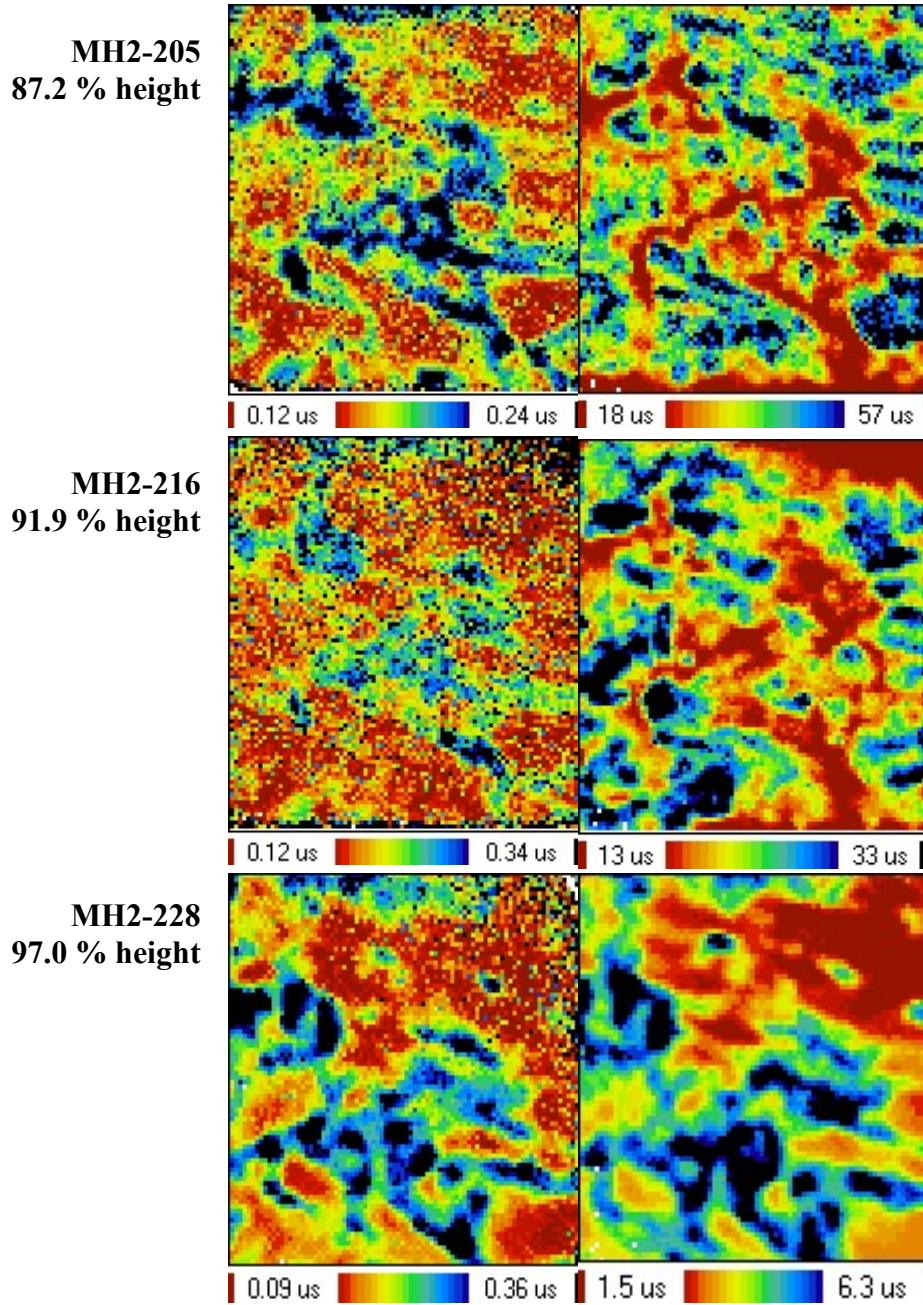 MH2-205
87.2 % height
0.12 us 0.24 us 18 us 57 us
MH2-216
91.9 % height
0.12 us 0.34 us 13 us 33 us
MH2-228
97.0 % height
0.09 us 0.36 us 1.5 us 6.3 us